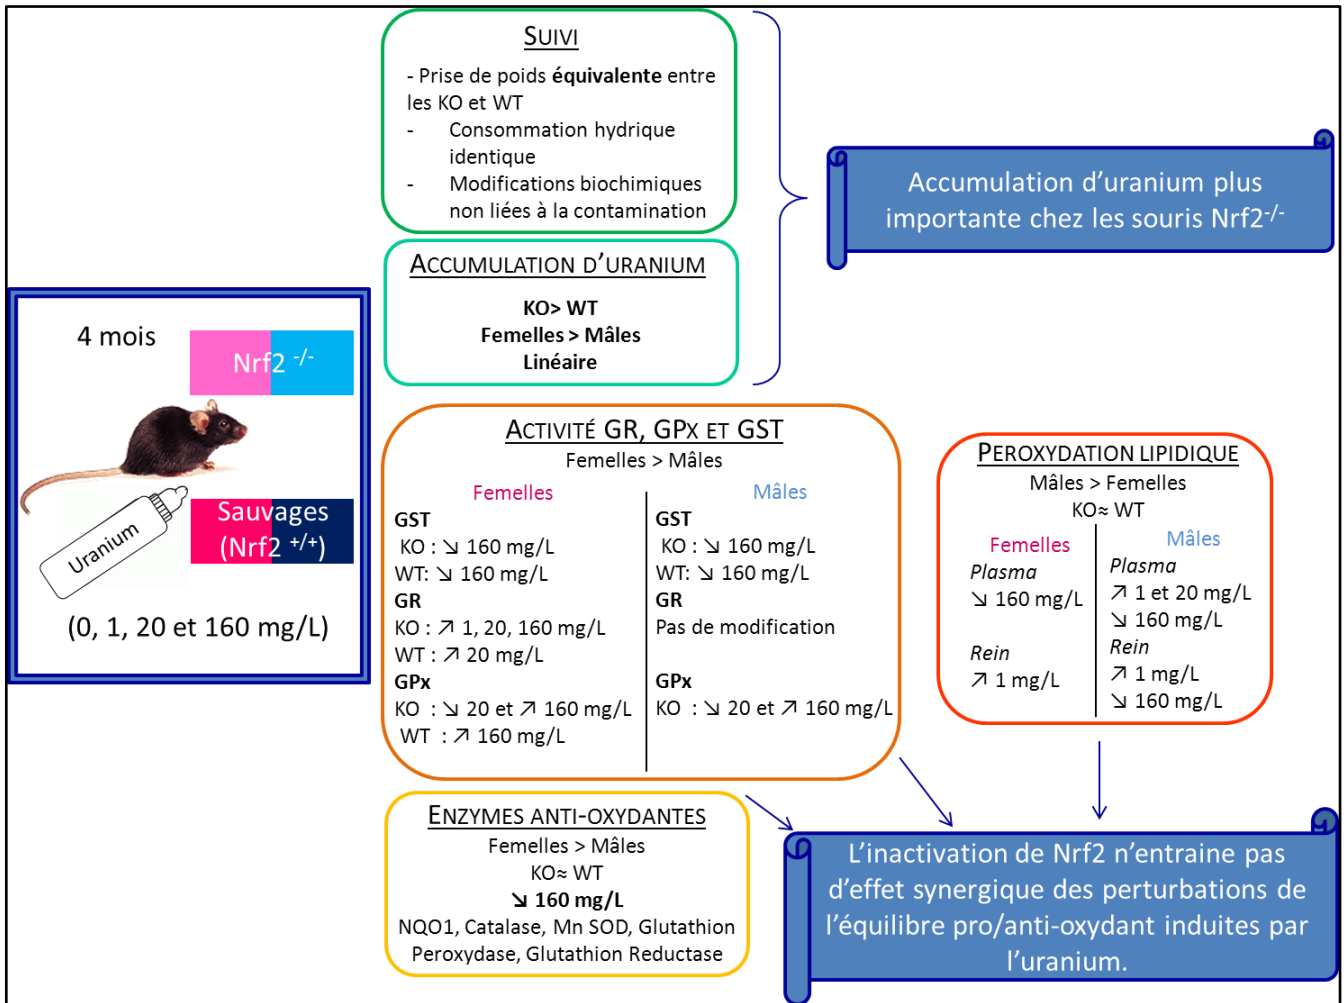 4 mois
Nrf2 -/-
Uranium
Sauvages
(Nrf2 +/+)
(0, 1, 20 et 160 mg/L)
SUIVI
- Prise de poids équivalente entre
les KO et WT
- Consommation hydrique
identique
- Modifications biochimiques
non liées à la contamination
ACCUMULATION D'URANIUM
KO> WT
Femelles > Mâles
Linéaire
Accumulation d'uranium plus
importante chez les souris Nrf2-/-
ACTIVITÉ GR, GPX ET GST
Femelles > Mâles
Femelles
GST
KO : ↘ 160 mg/L
WT: ↘ 160 mg/L
GR
KO : ↗ 1, 20, 160 mg/L
WT : ↗ 20 mg/L
GPx
KO : ↘ 20 et ↗ 160 mg/L
WT : ↗ 160 mg/L
Mâles
GST
KO : ↘ 160 mg/L
WT: ↘ 160 mg/L
GR
Pas de modification
GPx
KO : ↘ 20 et ↗ 160 mg/L
PEROXYDATION LIPIDIQUE
Mâles > Femelles
KO≈ WT
Femelles
Plasma
↘ 160 mg/L
Rein
↗ 1 mg/L
Mâles
Plasma
↗ 1 et 20 mg/L
↘ 160 mg/L
Rein
↗ 1 mg/L
↘ 160 mg/L
ENZYMES ANTI-OXYDANTES
Femelles > Mâles
KO≈ WT
↘ 160 mg/L
NQO1, Catalase, Mn SOD, Glutathion
Peroxydase, Glutathion Reductase
L'inactivation de Nrf2 n'entraine pas
d'effet synergique des perturbations de
l'équilibre pro/anti-oxydant induites par
l'uranium.